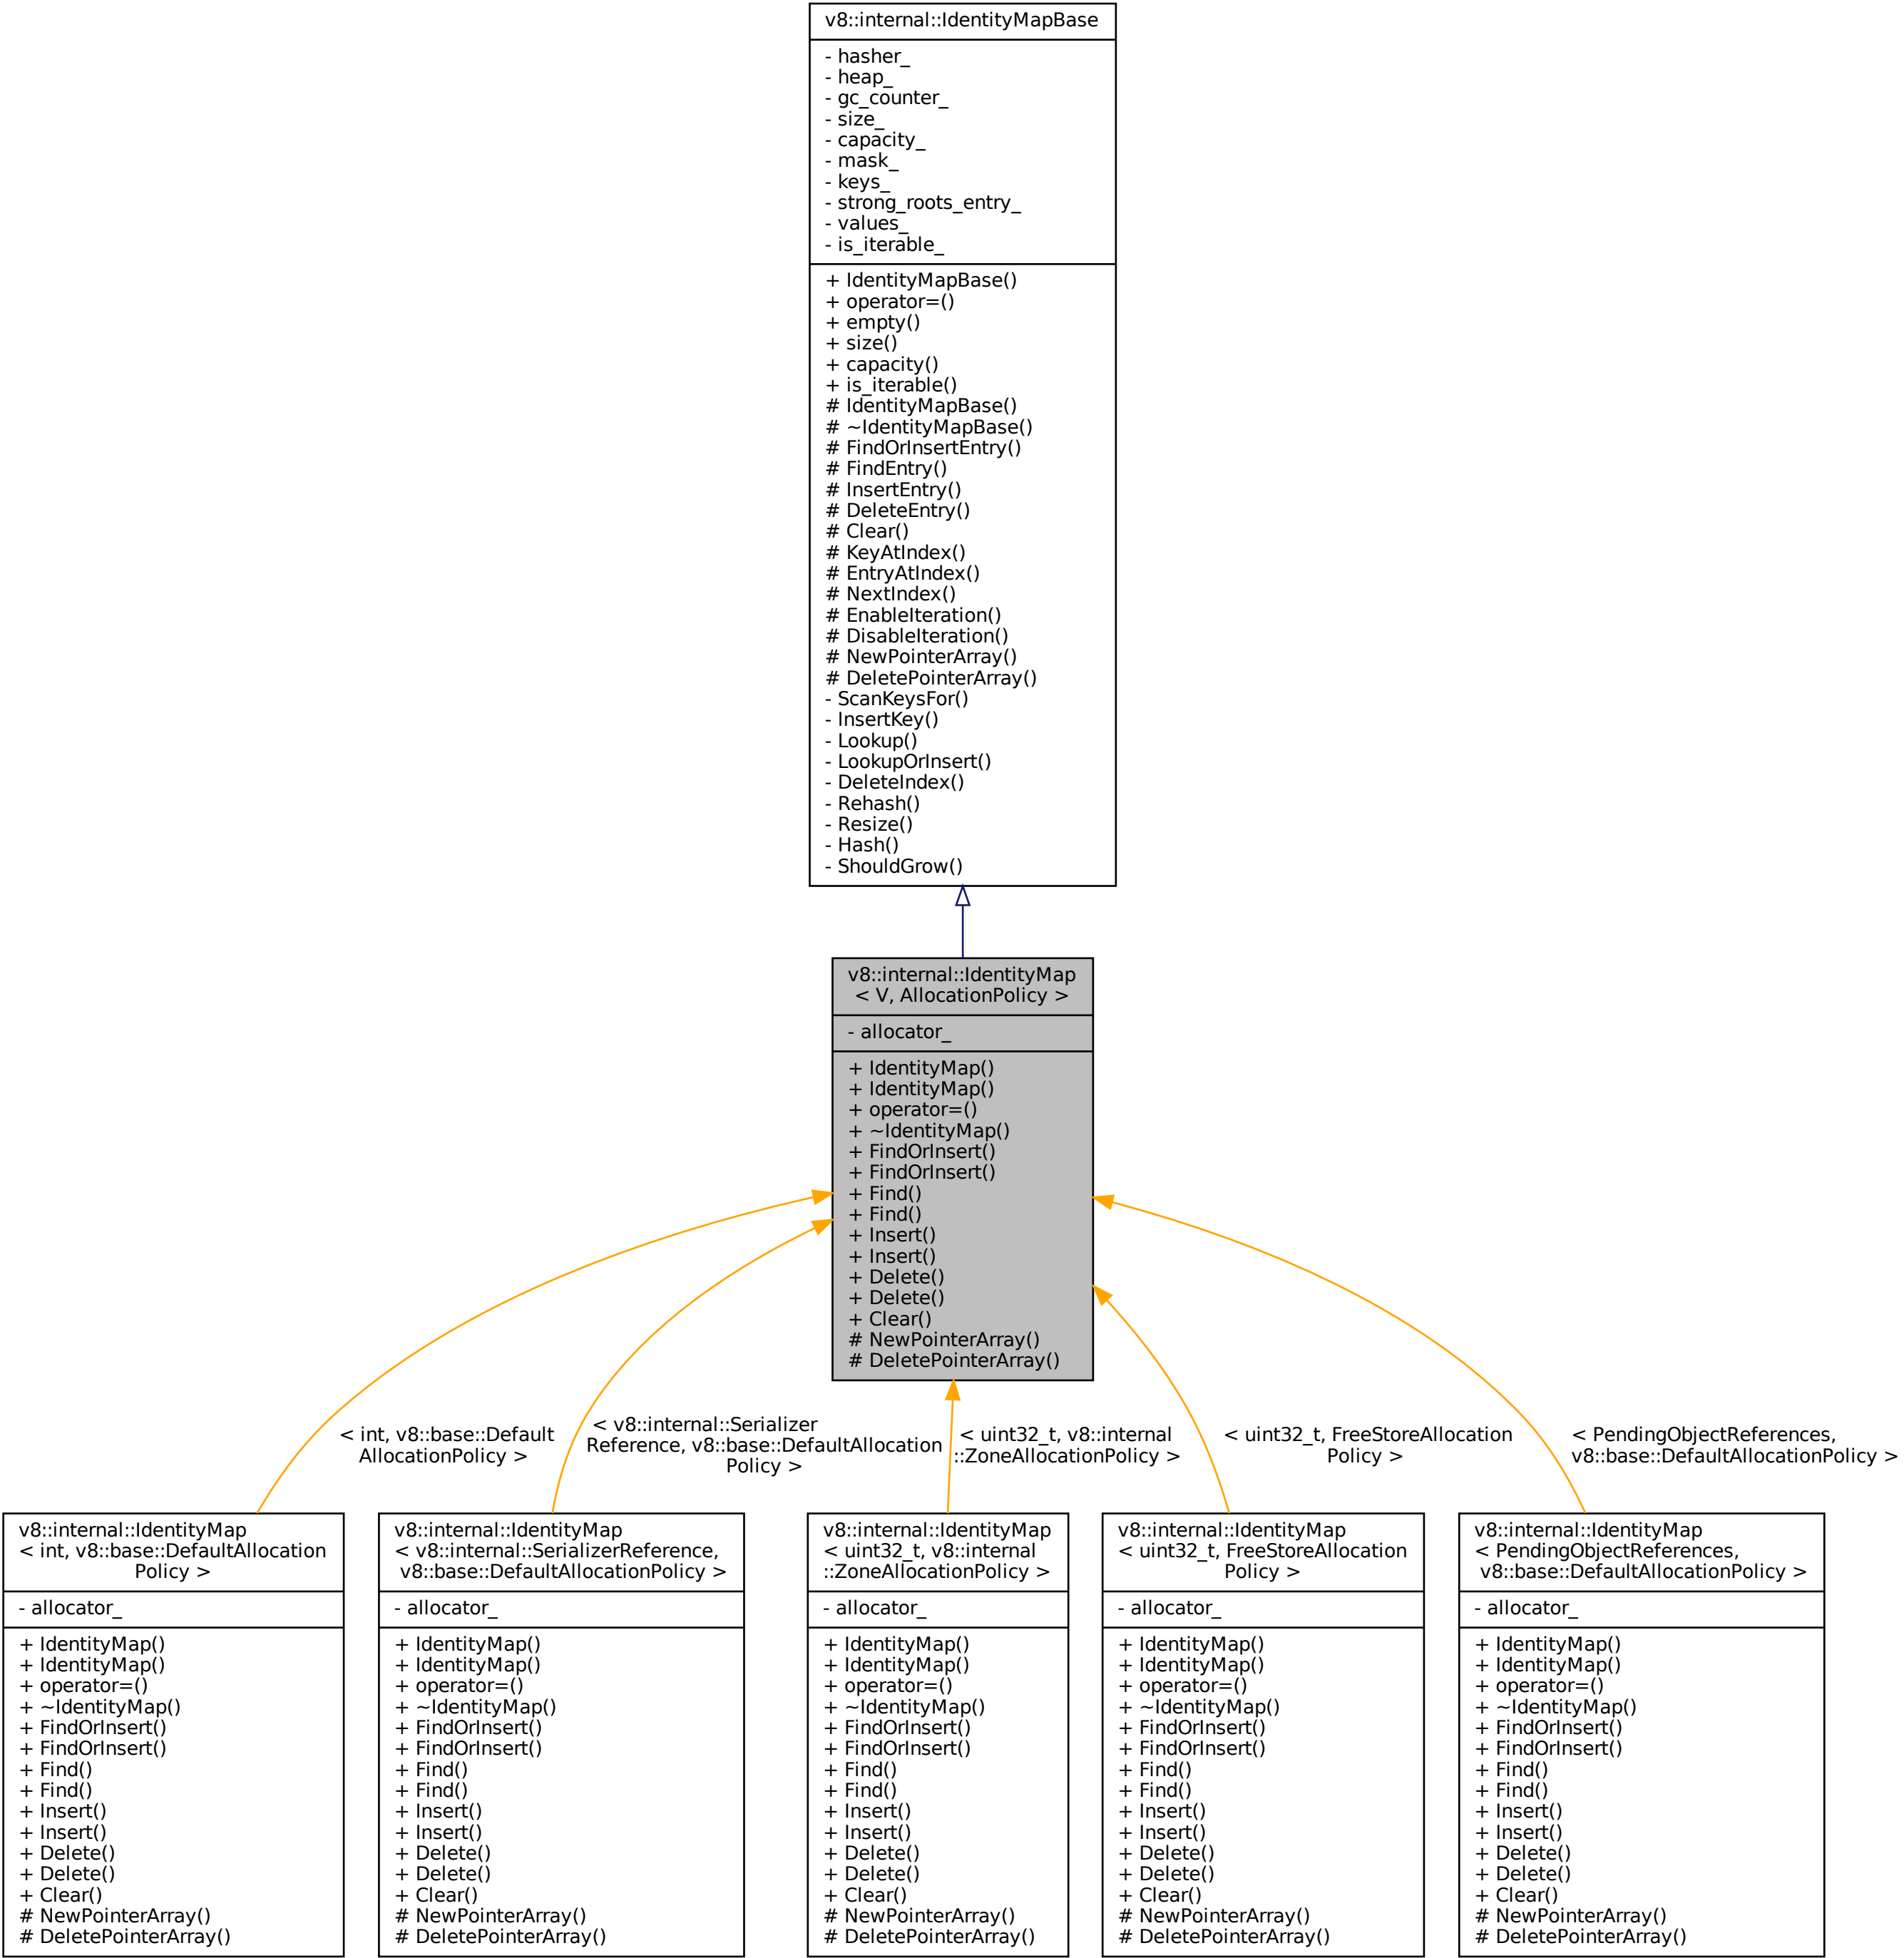 v8::internal::IdentityMapBase
- hasher_
- heap_
- gc_counter_
- size_
- capacity_
- mask_
- keys_
- strong_roots_entry_
- values_
- is_iterable_
+ IdentityMapBase()
+ operator=()
+ empty()
+ size()
+ capacity()
+ is_iterable()
# IdentityMapBase()
# ~IdentityMapBase()
# FindOrInsertEntry()
# FindEntry()
# InsertEntry()
# DeleteEntry()
# Clear()
# KeyAtIndex()
# EntryAtIndex()
# NextIndex()
# EnableIteration()
# DisableIteration()
# NewPointerArray()
# DeletePointerArray()
- ScanKeysFor()
- InsertKey()
- Lookup()
- LookupOrInsert()
- DeleteIndex()
- Rehash()
- Resize()
- Hash()
- ShouldGrow()
v8::internal::IdentityMap
< V, AllocationPolicy >
- allocator_
+ IdentityMap()
+ IdentityMap()
+ operator=()
+ ~IdentityMap()
+ FindOrInsert()
+ FindOrInsert()
+ Find()
+ Find()
+ Insert()
+ Insert()
+ Delete()
+ Delete()
+ Clear()
# NewPointerArray()
# DeletePointerArray()
< int, v8::base::Default
AllocationPolicy >
< v8::internal::Serializer
Reference, v8::base::DefaultAllocation
Policy >
< uint32_t, v8::internal
::ZoneAllocationPolicy >
< uint32_t, FreeStoreAllocation
Policy >
< PendingObjectReferences,
v8::base::DefaultAllocationPolicy >
v8::internal::IdentityMap
< int, v8::base::DefaultAllocation
Policy >
- allocator_
+ IdentityMap()
+ IdentityMap()
+ operator=()
+ ~IdentityMap()
+ FindOrInsert()
+ FindOrInsert()
+ Find()
+ Find()
+ Insert()
+ Insert()
+ Delete()
+ Delete()
+ Clear()
# NewPointerArray()
# DeletePointerArray()
v8::internal::IdentityMap
< v8::internal::SerializerReference,
v8::base::DefaultAllocationPolicy >
- allocator_
+ IdentityMap()
+ IdentityMap()
+ operator=()
+ ~IdentityMap()
+ FindOrInsert()
+ FindOrInsert()
+ Find()
+ Find()
+ Insert()
+ Insert()
+ Delete()
+ Delete()
+ Clear()
# NewPointerArray()
# DeletePointerArray()
v8::internal::IdentityMap
< uint32_t, v8::internal
::ZoneAllocationPolicy >
- allocator_
+ IdentityMap()
+ IdentityMap()
+ operator=()
+ ~IdentityMap()
+ FindOrInsert()
+ FindOrInsert()
+ Find()
+ Find()
+ Insert()
+ Insert()
+ Delete()
+ Delete()
+ Clear()
# NewPointerArray()
# DeletePointerArray()
v8::internal::IdentityMap
< uint32_t, FreeStoreAllocation
Policy >
- allocator_
+ IdentityMap()
+ IdentityMap()
+ operator=()
+ ~IdentityMap()
+ FindOrInsert()
+ FindOrInsert()
+ Find()
+ Find()
+ Insert()
+ Insert()
+ Delete()
+ Delete()
+ Clear()
# NewPointerArray()
# DeletePointerArray()
v8::internal::IdentityMap
< PendingObjectReferences,
v8::base::DefaultAllocationPolicy >
- allocator_
+ IdentityMap()
+ IdentityMap()
+ operator=()
+ ~IdentityMap()
+ FindOrInsert()
+ FindOrInsert()
+ Find()
+ Find()
+ Insert()
+ Insert()
+ Delete()
+ Delete()
+ Clear()
# NewPointerArray()
# DeletePointerArray()